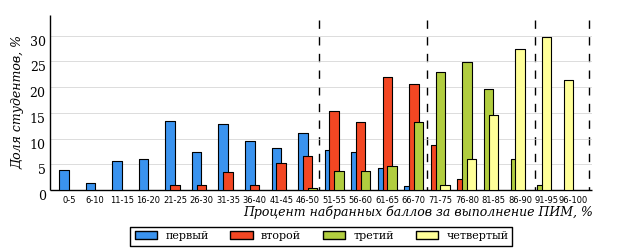 Доля студентов, %
30
25
20
15
10
5
0
0-5 6-10 11-15 16-20 21-25 26-30 31-35 36-40 41-45 46-50 51-55 56-60 61-65 66-70 71-75 76-80 81-85 86-90 91-95 96-100
Процент набранных баллов за выполнение ПИМ, %
первый второй третий четвертый